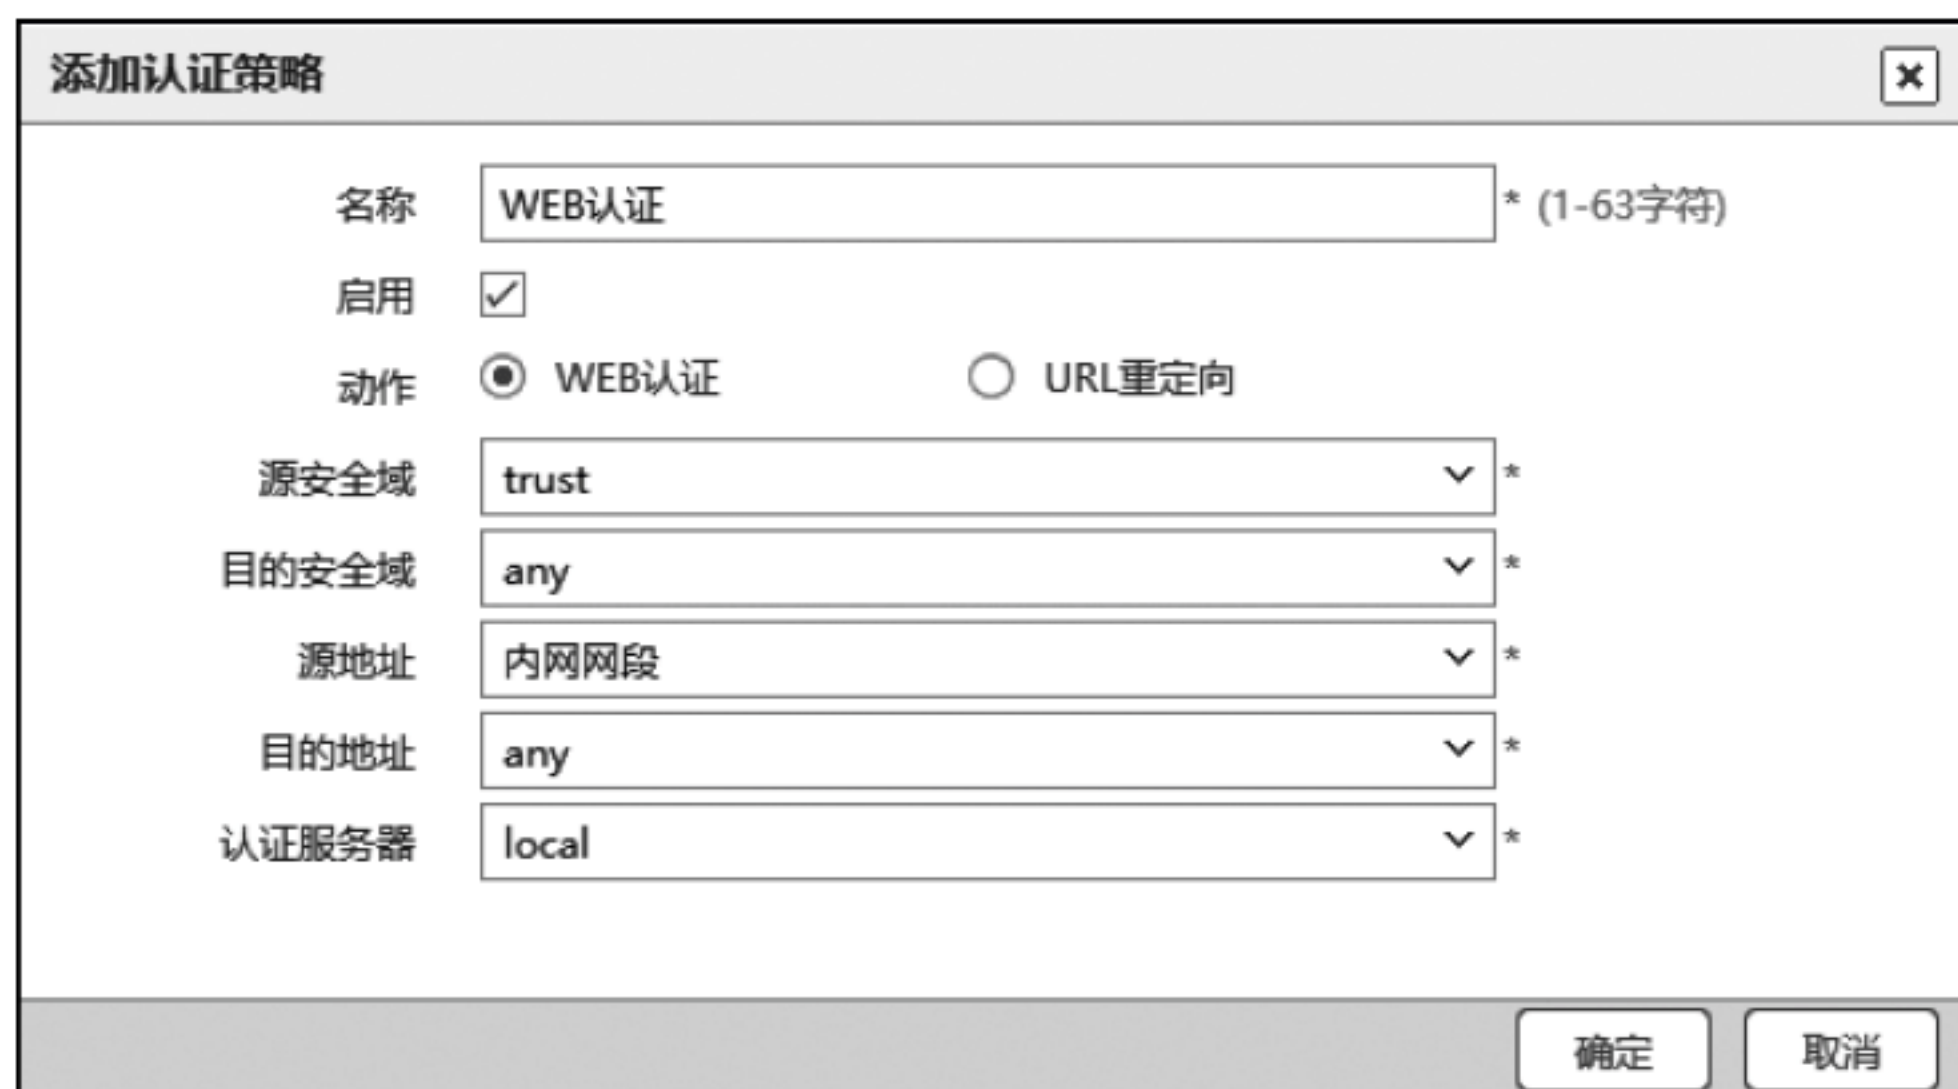 添加认证策略
名称 WEB认证 * (1-63字符)
启用
动作 WEB认证 URL重定向
源安全域 trust *
目的安全域 any *
源地址 内网网段 *
目的地址 any *
认证服务器 local *
确定 取消